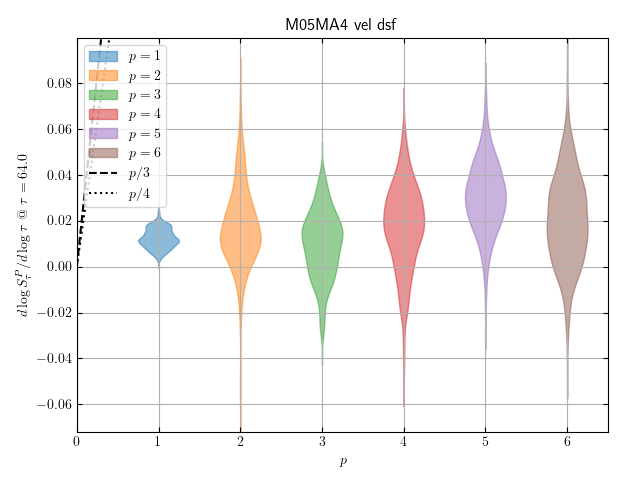 M05MA4 vel dsf
d log S_τ^P / d log τ @ τ = 64.0
0.08
0.06
0.04
0.02
0.00
−0.02
−0.04
−0.06
p = 1
p = 2
p = 3
p = 4
p = 5
p = 6
p/3
p/4
0 1 2 3 4 5 6
p